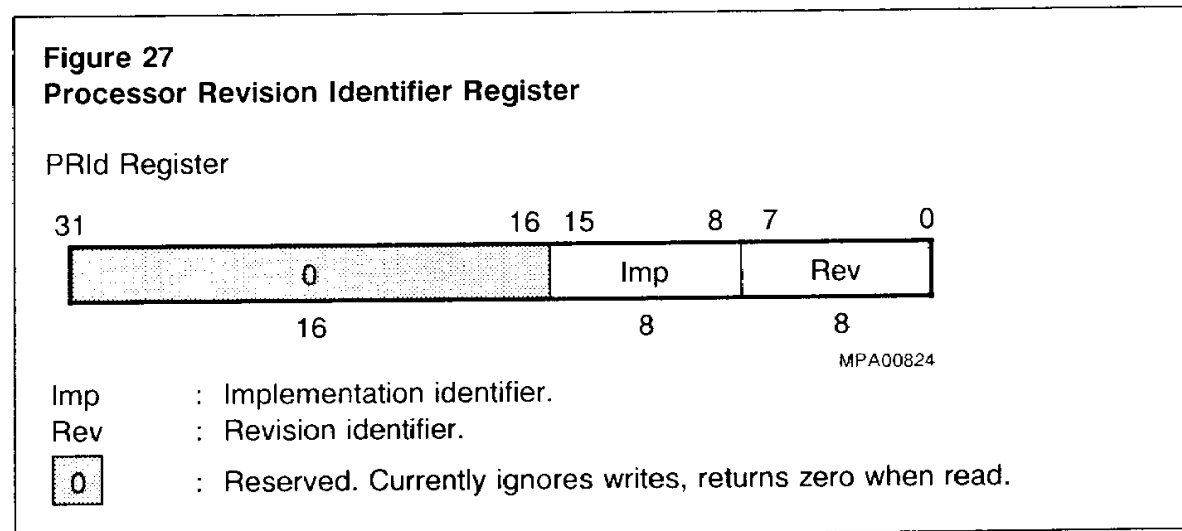 Figure 27
Processor Revision Identifier Register
PRId Register
31 16 15 8 7 0
0 Imp Rev
16 8 8
MPA00824
Imp : Implementation identifier.
Rev : Revision identifier.
0 : Reserved. Currently ignores writes, returns zero when read.